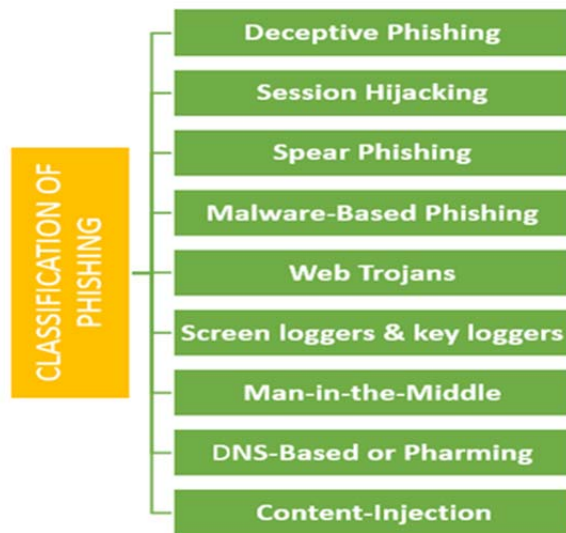 CLASSIFICATION OF
PHISHING
Deceptive Phishing
Session Hijacking
Spear Phishing
Malware-Based Phishing
Web Trojans
Screen loggers & key loggers
Man-in-the-Middle
DNS-Based or Pharming
Content-Injection